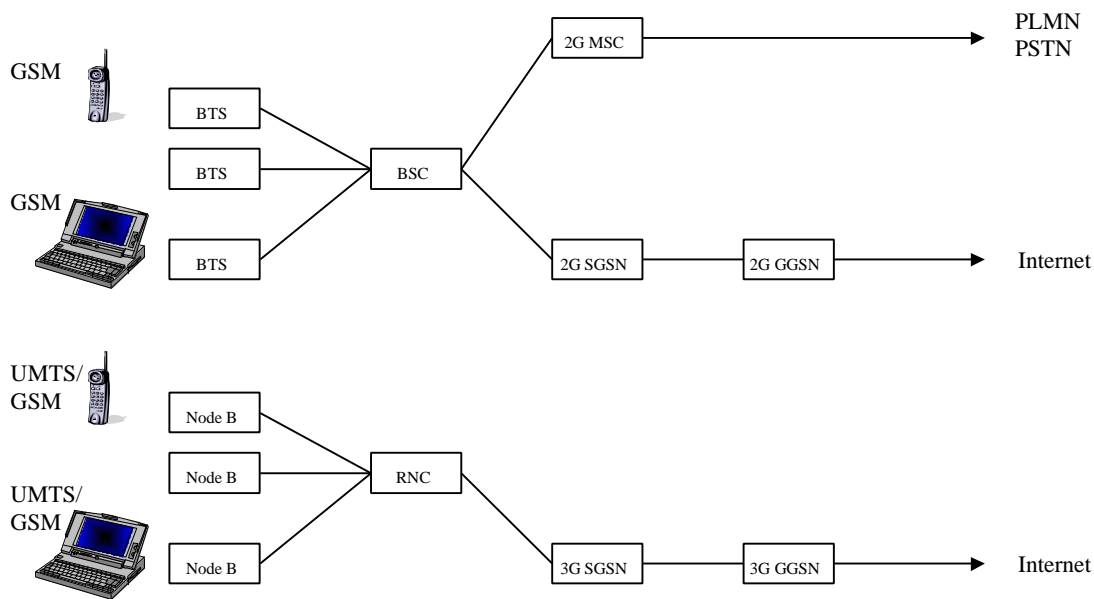 PLMN
PSTN
2G MSC
GSM
BTS
BTS
BSC
GSM
BTS
2G SGSN
2G GGSN
Internet
UMTS/
GSM
Node B
Node B
RNC
UMTS/
GSM
Node B
3G SGSN
3G GGSN
Internet